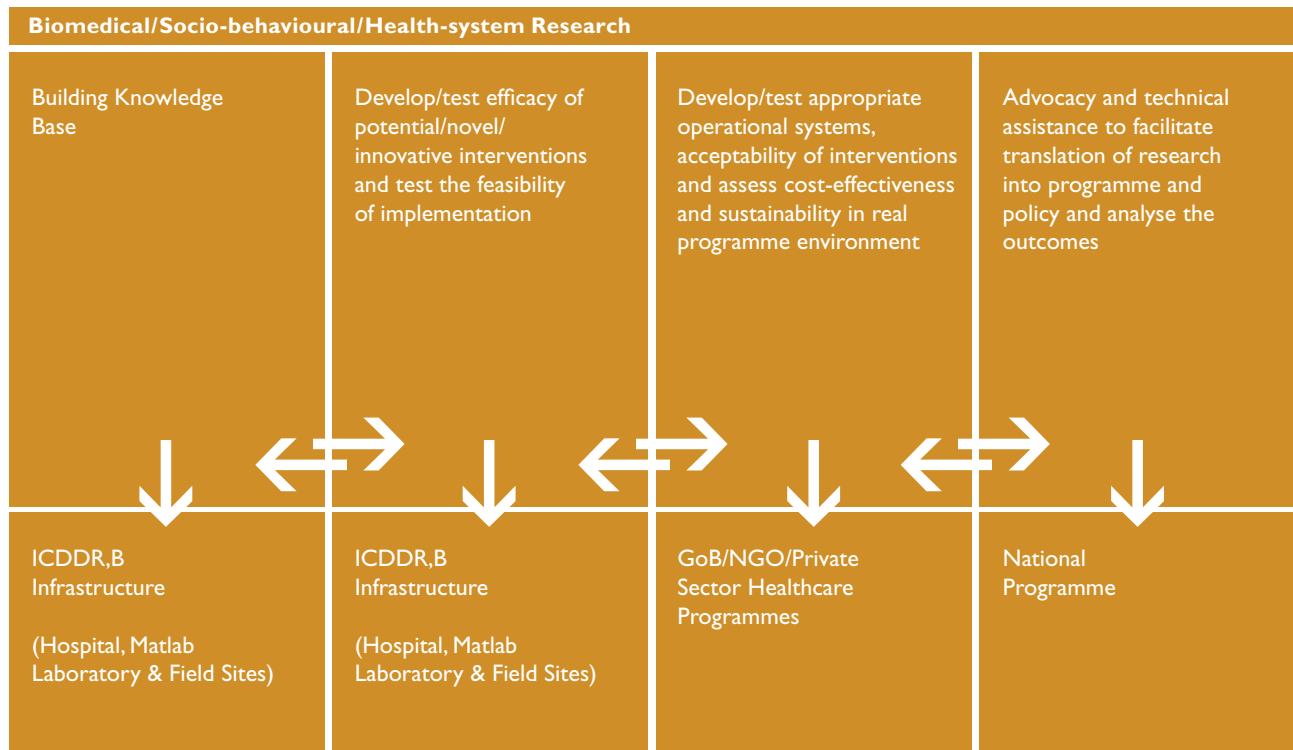 Biomedical/Socio-behavioural/Health-system Research
Building Knowledge
Base
Develop/test efficacy of
potential/novel/
innovative interventions
and test the feasibility
of implementation
Develop/test appropriate
operational systems,
acceptability of interventions
and assess cost-effectiveness
and sustainability in real
programme environment
Advocacy and technical
assistance to facilitate
translation of research
into programme and
policy and analyse the
outcomes
ICDDR,B
Infrastructure
(Hospital, Matlab
Laboratory & Field Sites)
ICDDR,B
Infrastructure
(Hospital, Matlab
Laboratory & Field Sites)
GoB/NGO/Private
Sector Healthcare
Programmes
National
Programme